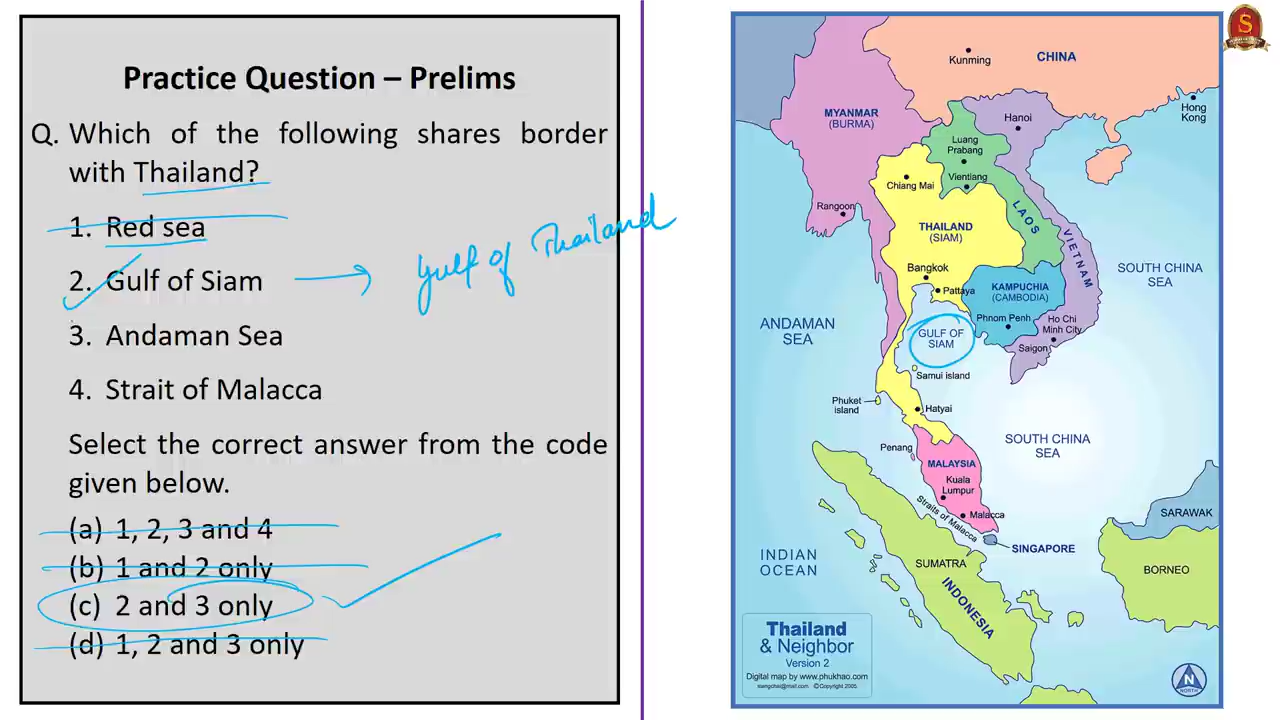 Practice Question – Prelims
Q. Which of the following shares border
with Thailand?
1. Red sea
2. Gulf of Siam
Gulf of Thailand
3. Andaman Sea
4. Strait of Malacca
Select the correct answer from the code
given below.
(a) 1, 2, 3 and 4
(b) 1 and 2 only
(c) 2 and 3 only
(d) 1, 2 and 3 only
S
CHINA
Kunming
Hong
Kong
MYANMAR
(BURMA)
Hanoi
Luang
Prabang
Vientiang
Chiang Mai
Rangoon
LAOS
THAILAND
(SIAM)
VIETNAM
Bangkok
Pattaya
KAMPUCHIA
(CAMBODIA)
SOUTH CHINA
SEA
Phnom Penh
Ho Chi
Minh City
Saigon
ANDAMAN
SEA
GULF OF
SIAM
Samui island
Phuket
island
Hatyai
SOUTH CHINA
SEA
Penang
MALAYSIA
Kuala
Lumpur
Malacca
Straits of Malacca
SINGAPORE
SARAWAK
INDIAN
OCEAN
SUMATRA
BORNEO
INDONESIA
Thailand
& Neighbor
Version 2
Digital map by www.phukhao.com
©Copyright 2005
N
NORTH